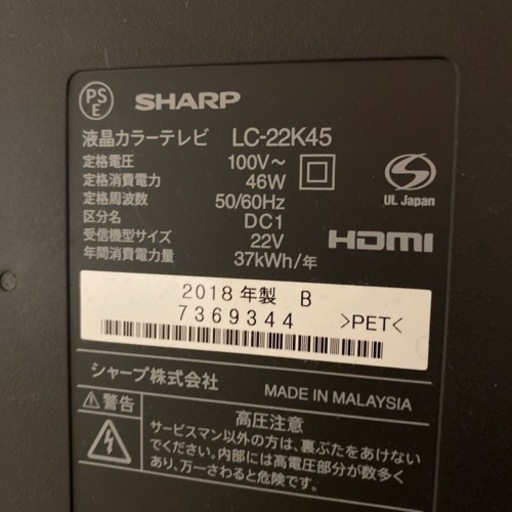 PS
E
SHARP
液晶カラーテレビ LC-22K45
定格電圧 100V～
定格消費電力 46W
定格周波数 50/60Hz
区分名 DC1
受信機型サイズ 22V
年間消費電力量 37kWh/年
UL Japan
HDMI
2018 年製 B
7369344 >PET<
シャープ株式会社
MADE IN MALAYSIA
⚠警告
高圧注意
サービスマン以外の方は、裏ぶたをあけない
でください。内部には高電圧部分が数多く
あり、万一さわると危険です。